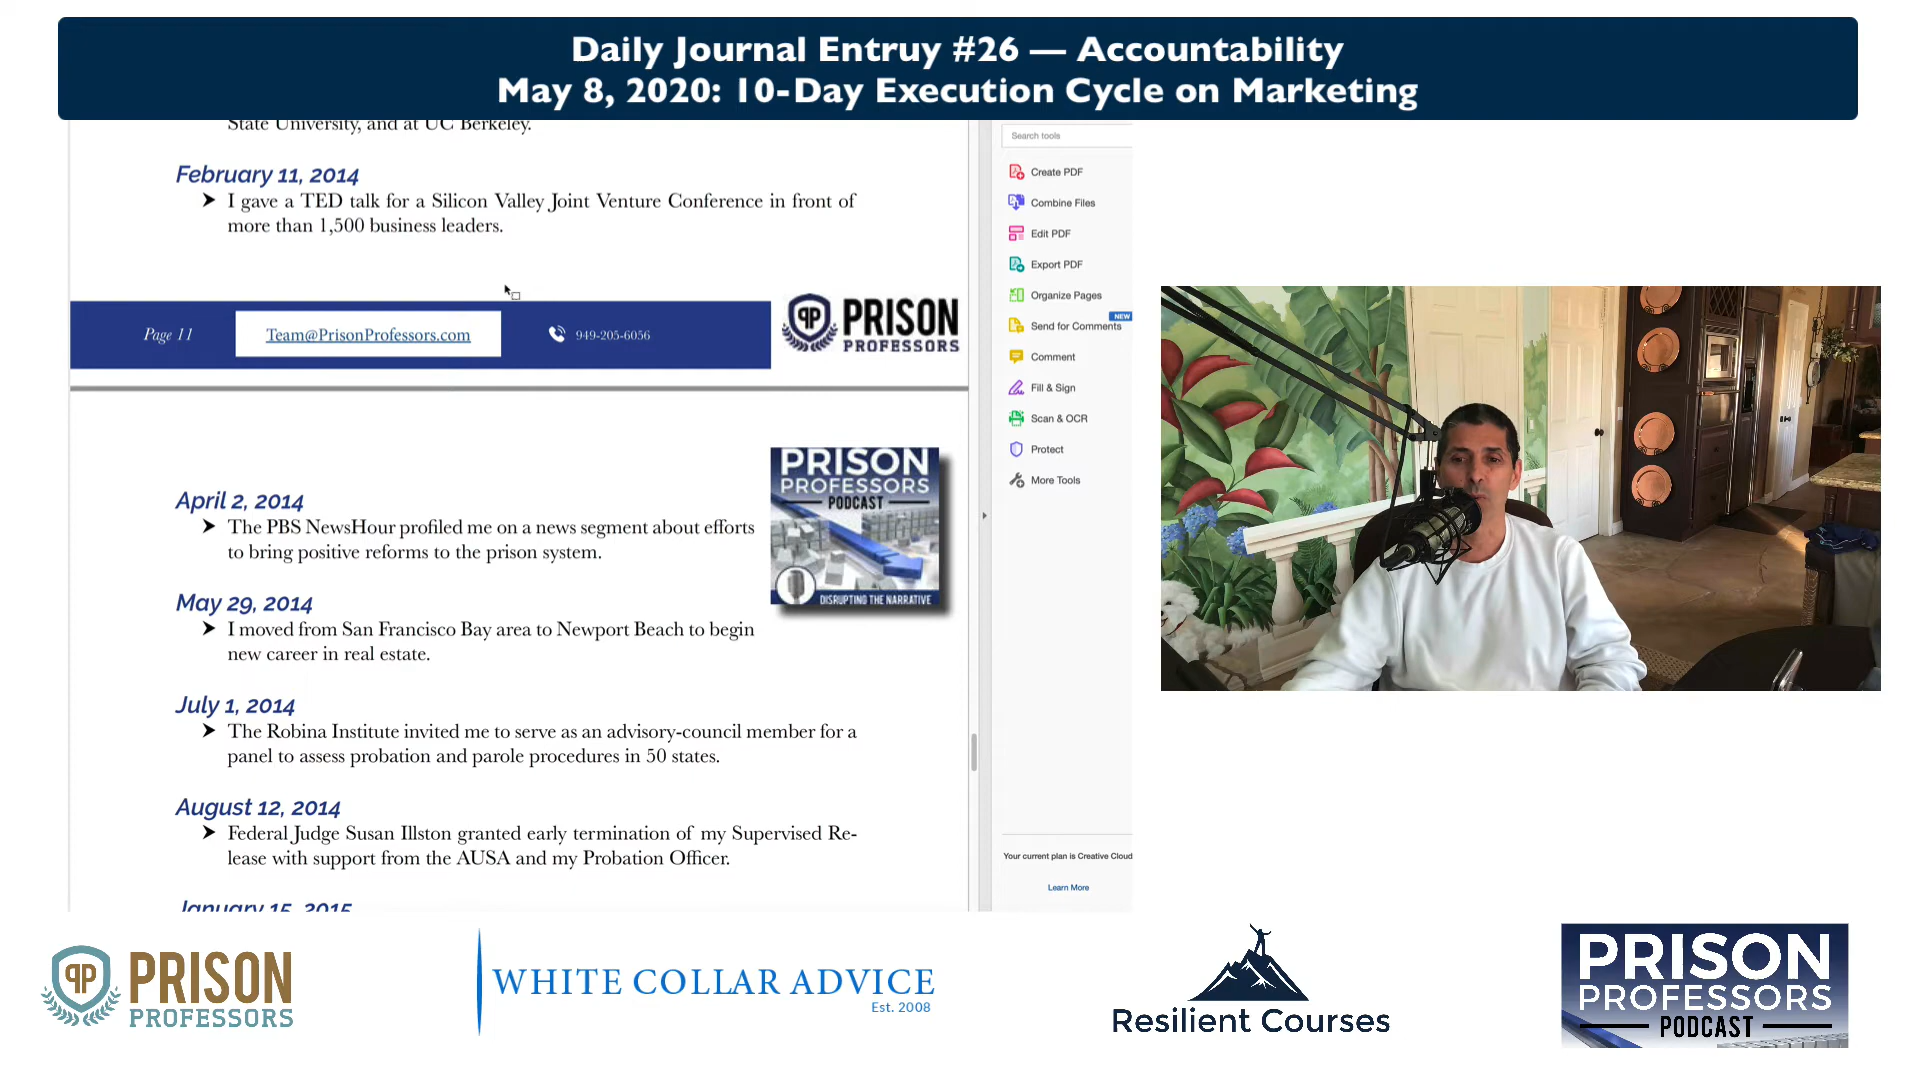 Daily Journal Entruy #26 — Accountability
May 8, 2020: 10-Day Execution Cycle on Marketing
State University, and at UC Berkeley.
February 11, 2014
➤ I gave a TED talk for a Silicon Valley Joint Venture Conference in front of
more than 1,500 business leaders.
Page 11
Team@PrisonProfessors.com
949-205-6056
PRISON
PROFESSORS
PRISON
PROFESSORS
PODCAST
DISRUPTING THE NARRATIVE
April 2, 2014
➤ The PBS NewsHour profiled me on a news segment about efforts
to bring positive reforms to the prison system.
May 29, 2014
➤ I moved from San Francisco Bay area to Newport Beach to begin
new career in real estate.
July 1, 2014
➤ The Robina Institute invited me to serve as an advisory-council member for a
panel to assess probation and parole procedures in 50 states.
August 12, 2014
➤ Federal Judge Susan Illston granted early termination of my Supervised Re-
lease with support from the AUSA and my Probation Officer.
January 15, 2015
Search tools
Create PDF
Combine Files
Edit PDF
Export PDF
Organize Pages
NEW
Send for Comments
Comment
Fill & Sign
Scan & OCR
Protect
More Tools
Your current plan is Creative Cloud
Learn More
PRISON
PROFESSORS
WHITE COLLAR ADVICE
Est. 2008
Resilient Courses
PRISON
PROFESSORS
PODCAST